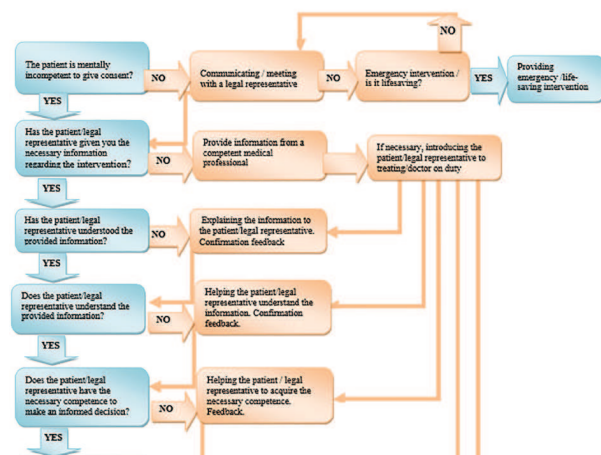 NO
The patient is mentally
incompetent to give consent?
NO
Communicating / meeting
with a legal representative
NO
Emergency intervention /
is it lifesaving?
YES
Providing
emergency /life-
saving intervention
YES
Has the patient/legal
representative given you the
necessary information
regarding the intervention?
NO
Provide information from a
competent medical
professional
If necessary, introducing the
patient/legal representative to
treating/doctor on duty
YES
Has the patient/legal
representative understood the
provided information?
NO
Explaining the information to
the patient/legal representative.
Confirmation feedback
YES
Does the patient/legal
representative understand the
provided information?
NO
Helping the patient/legal
representative understand the
information. Confirmation
feedback.
YES
Does the patient/legal
representative have the
necessary competence to
make an informed decision?
NO
Helping the patient / legal
representative to acquire the
necessary competence.
Feedback.
YES